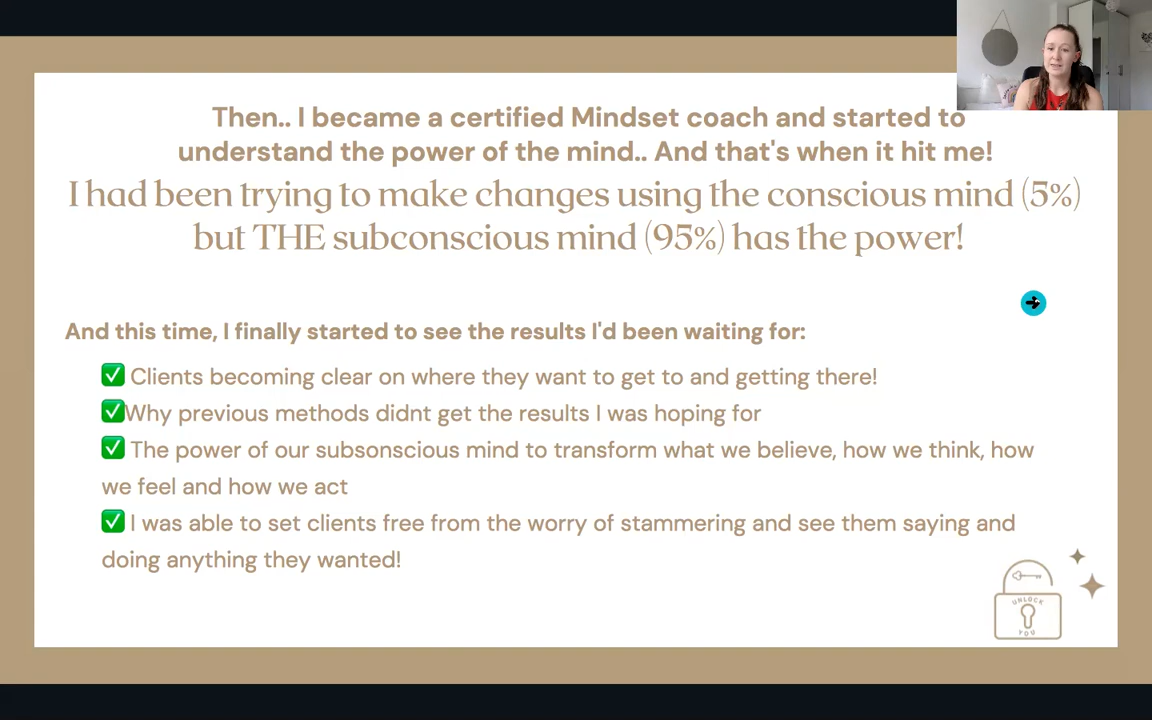 Then.. I became a certified Mindset coach and started to
understand the power of the mind.. And that's when it hit me!
I had been trying to make changes using the conscious mind (5%)
but THE subconscious mind (95%) has the power!
And this time, I finally started to see the results I'd been waiting for:
✅ Clients becoming clear on where they want to get to and getting there!
✅Why previous methods didnt get the results I was hoping for
✅ The power of our subsonscious mind to transform what we believe, how we think, how
we feel and how we act
✅ I was able to set clients free from the worry of stammering and see them saying and
doing anything they wanted!
UNLOCK
YOU